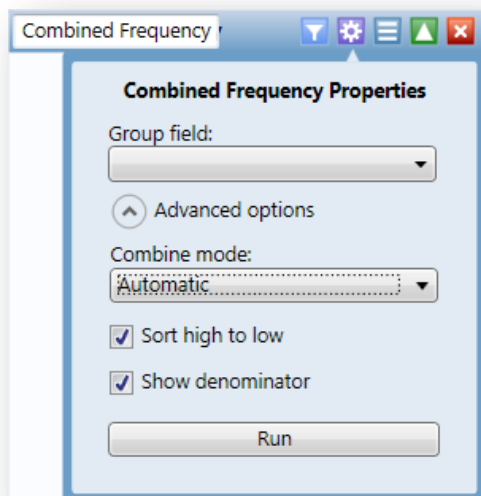 Combined Frequency
Combined Frequency Properties
Group field:
Advanced options
Combine mode:
Automatic
Sort high to low
Show denominator
Run